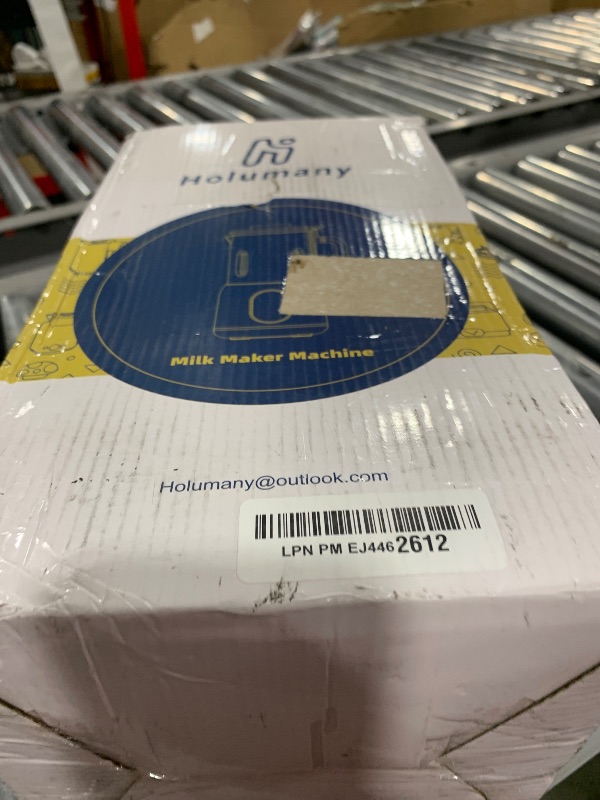 Holumany
Milk Maker Machine
Holumany@outlook.com
LPN PM EJ4462612